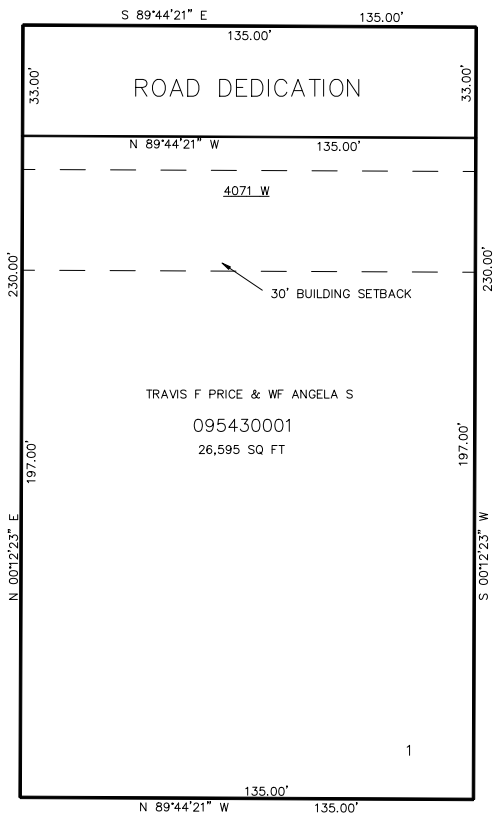 S 89°44'21" E 135.00'
135.00'
33.00'
ROAD DEDICATION
33.00'
N 89°44'21" W 135.00'
4071 W
230.00'
230.00'
30' BUILDING SETBACK
TRAVIS F PRICE & WF ANGELA S
095430001
26,595 SQ FT
197.00'
197.00'
N 00°12'23" E
S 00°12'23" W
1
135.00'
N 89°44'21" W 135.00'